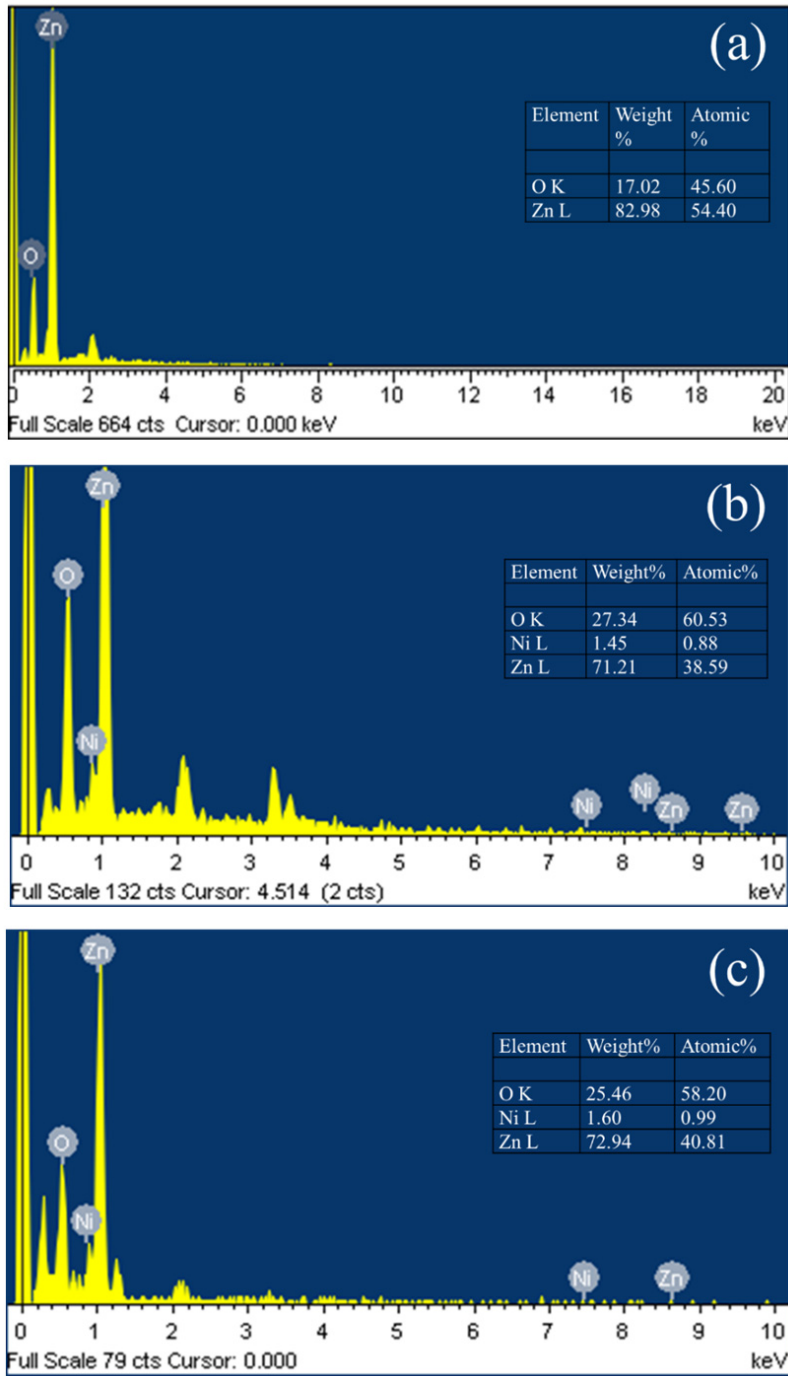 Zn
(a)
Element Weight % Atomic %
O K 17.02 45.60
Zn L 82.98 54.40
O
0 2 4 6 8 10 12 14 16 18 20
Full Scale 664 cts Cursor: 0.000 keV keV
Zn
(b)
O
Element Weight% Atomic%
O K 27.34 60.53
Ni L 1.45 0.88
Zn L 71.21 38.59
Ni
Ni Ni Zn Zn
0 1 2 3 4 5 6 7 8 9 10
Full Scale 132 cts Cursor: 4.514 (2 cts) keV
Zn
(c)
Element Weight% Atomic%
O K 25.46 58.20
Ni L 1.60 0.99
Zn L 72.94 40.81
O
Ni
Ni Zn
0 1 2 3 4 5 6 7 8 9 10
Full Scale 79 cts Cursor: 0.000 keV